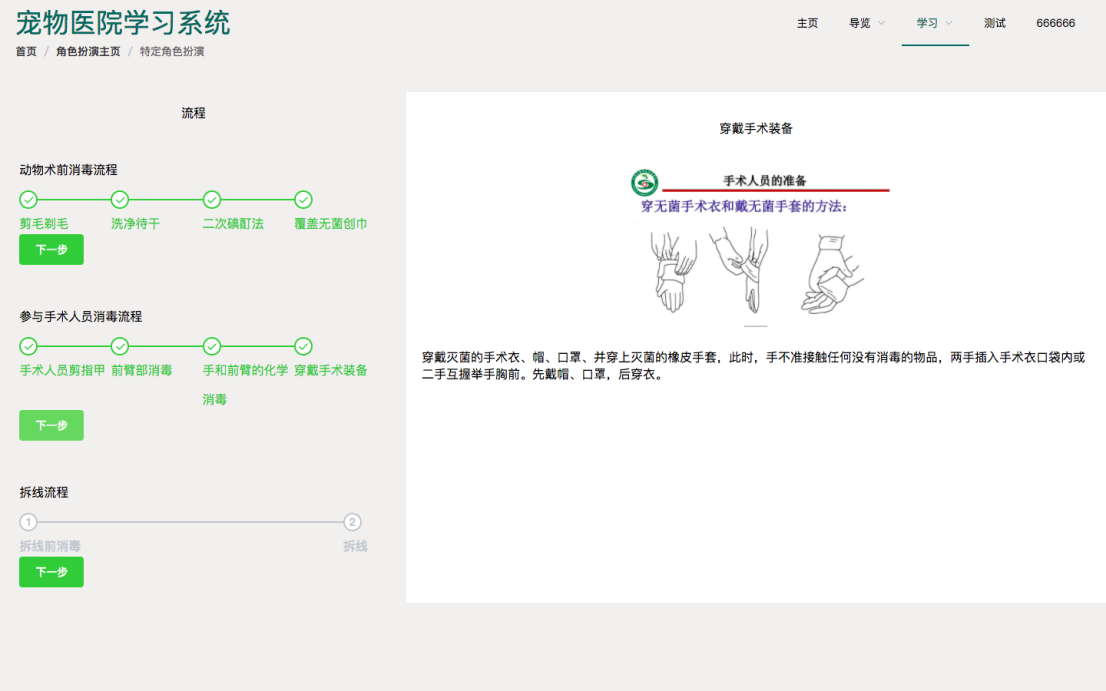 宠物医院学习系统
主页 导览 学习 测试 666666
首页 / 角色扮演主页 / 特定角色扮演
流程
动物术前消毒流程
剪毛剃毛 洗净待干 二次碘酊法 覆盖无菌创巾
下一步
参与手术人员消毒流程
手术人员剪指甲 前臂部消毒 手和前臂的化学 穿戴手术装备
消毒
下一步
拆线流程
1 2
拆线前消毒 拆线
下一步
穿戴手术装备
手术人员的准备
穿无菌手术衣和戴无菌手套的方法:
穿戴灭菌的手术衣、帽、口罩、并穿上灭菌的橡皮手套，此时，手不准接触任何没有消毒的物品，两手插入手术衣口袋内或
二手互握举手胸前。先戴帽、口罩，后穿衣。